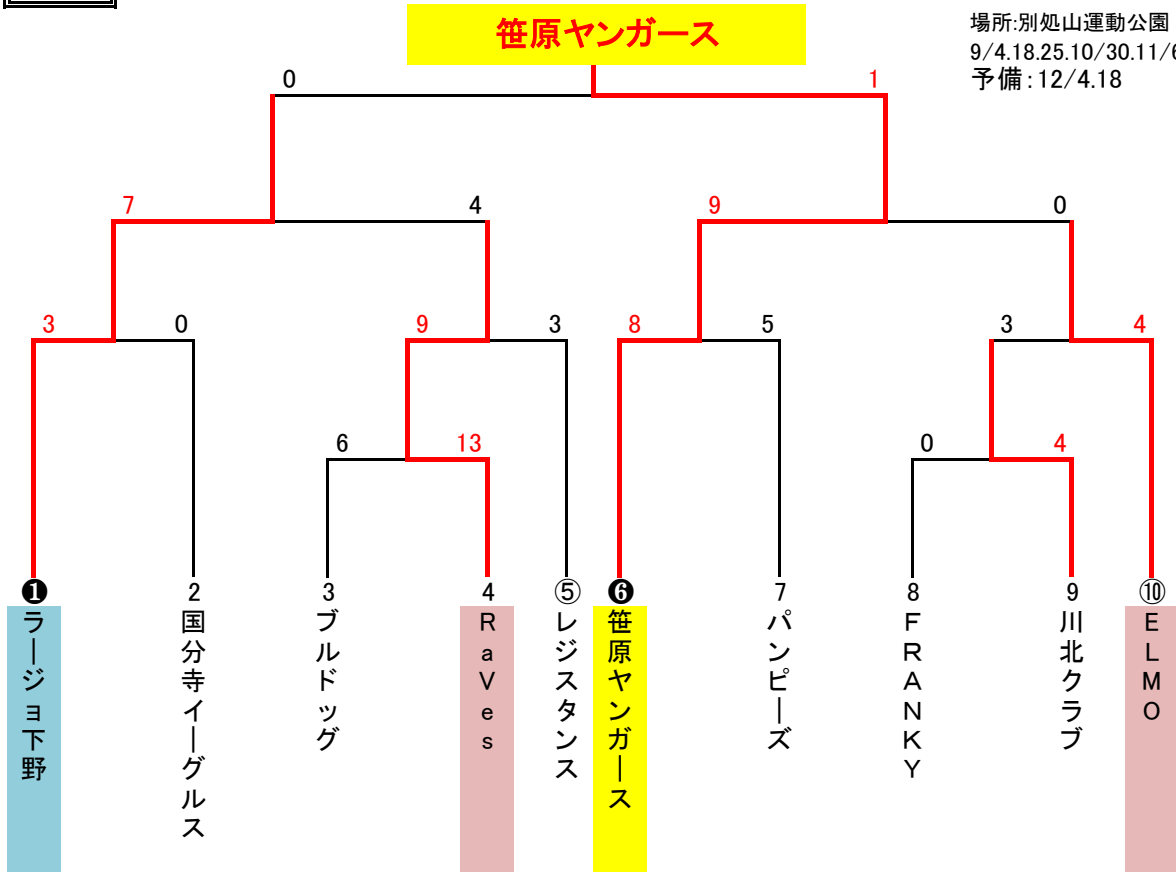 笹原ヤンガース
場所:別処山運動公園
9/4.18.25.10/30.11/6
予備:12/4.18
0
1
7
4
9
0
3
0
9
3
8
5
3
4
6
13
0
4
❶
2
3
4
⑤
❻
7
8
9
⑩
ラージョ下野
国分寺イーグルス
ブルドッグ
RaVes
レジスタンス
笹原ヤンガース
パンピーズ
FRANKY
川北クラブ
ELMO